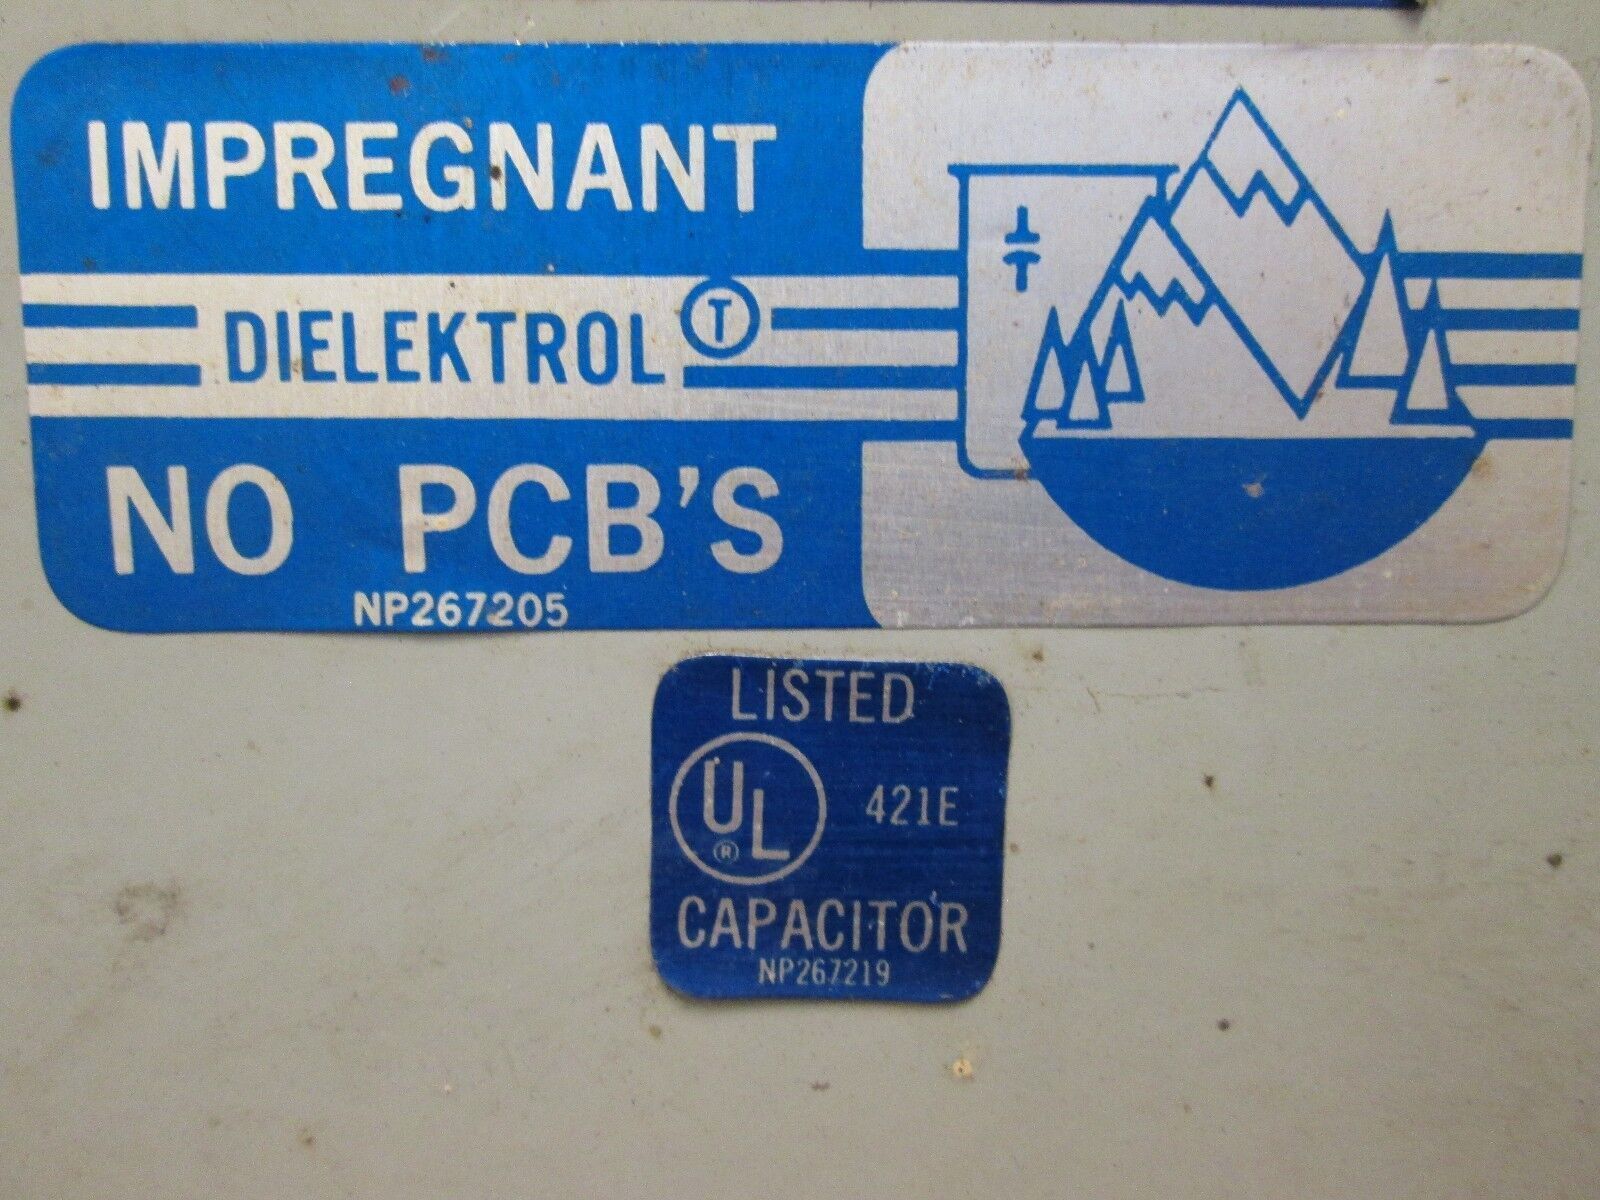 IMPREGNANT
DIELEKTROL Ⓣ
NO PCB'S
NP267205
LISTED
UL ® 421E
CAPACITOR
NP267219